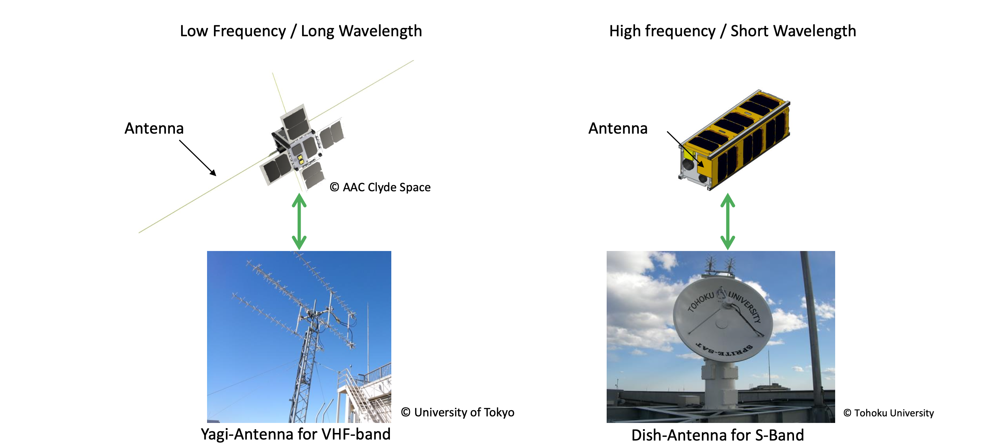 Low Frequency / Long Wavelength
High frequency / Short Wavelength
Antenna
Antenna
© AAC Clyde Space
TOHOKU UNIVERSITY
SPRITE-SAT
© University of Tokyo
© Tohoku University
Yagi-Antenna for VHF-band
Dish-Antenna for S-Band